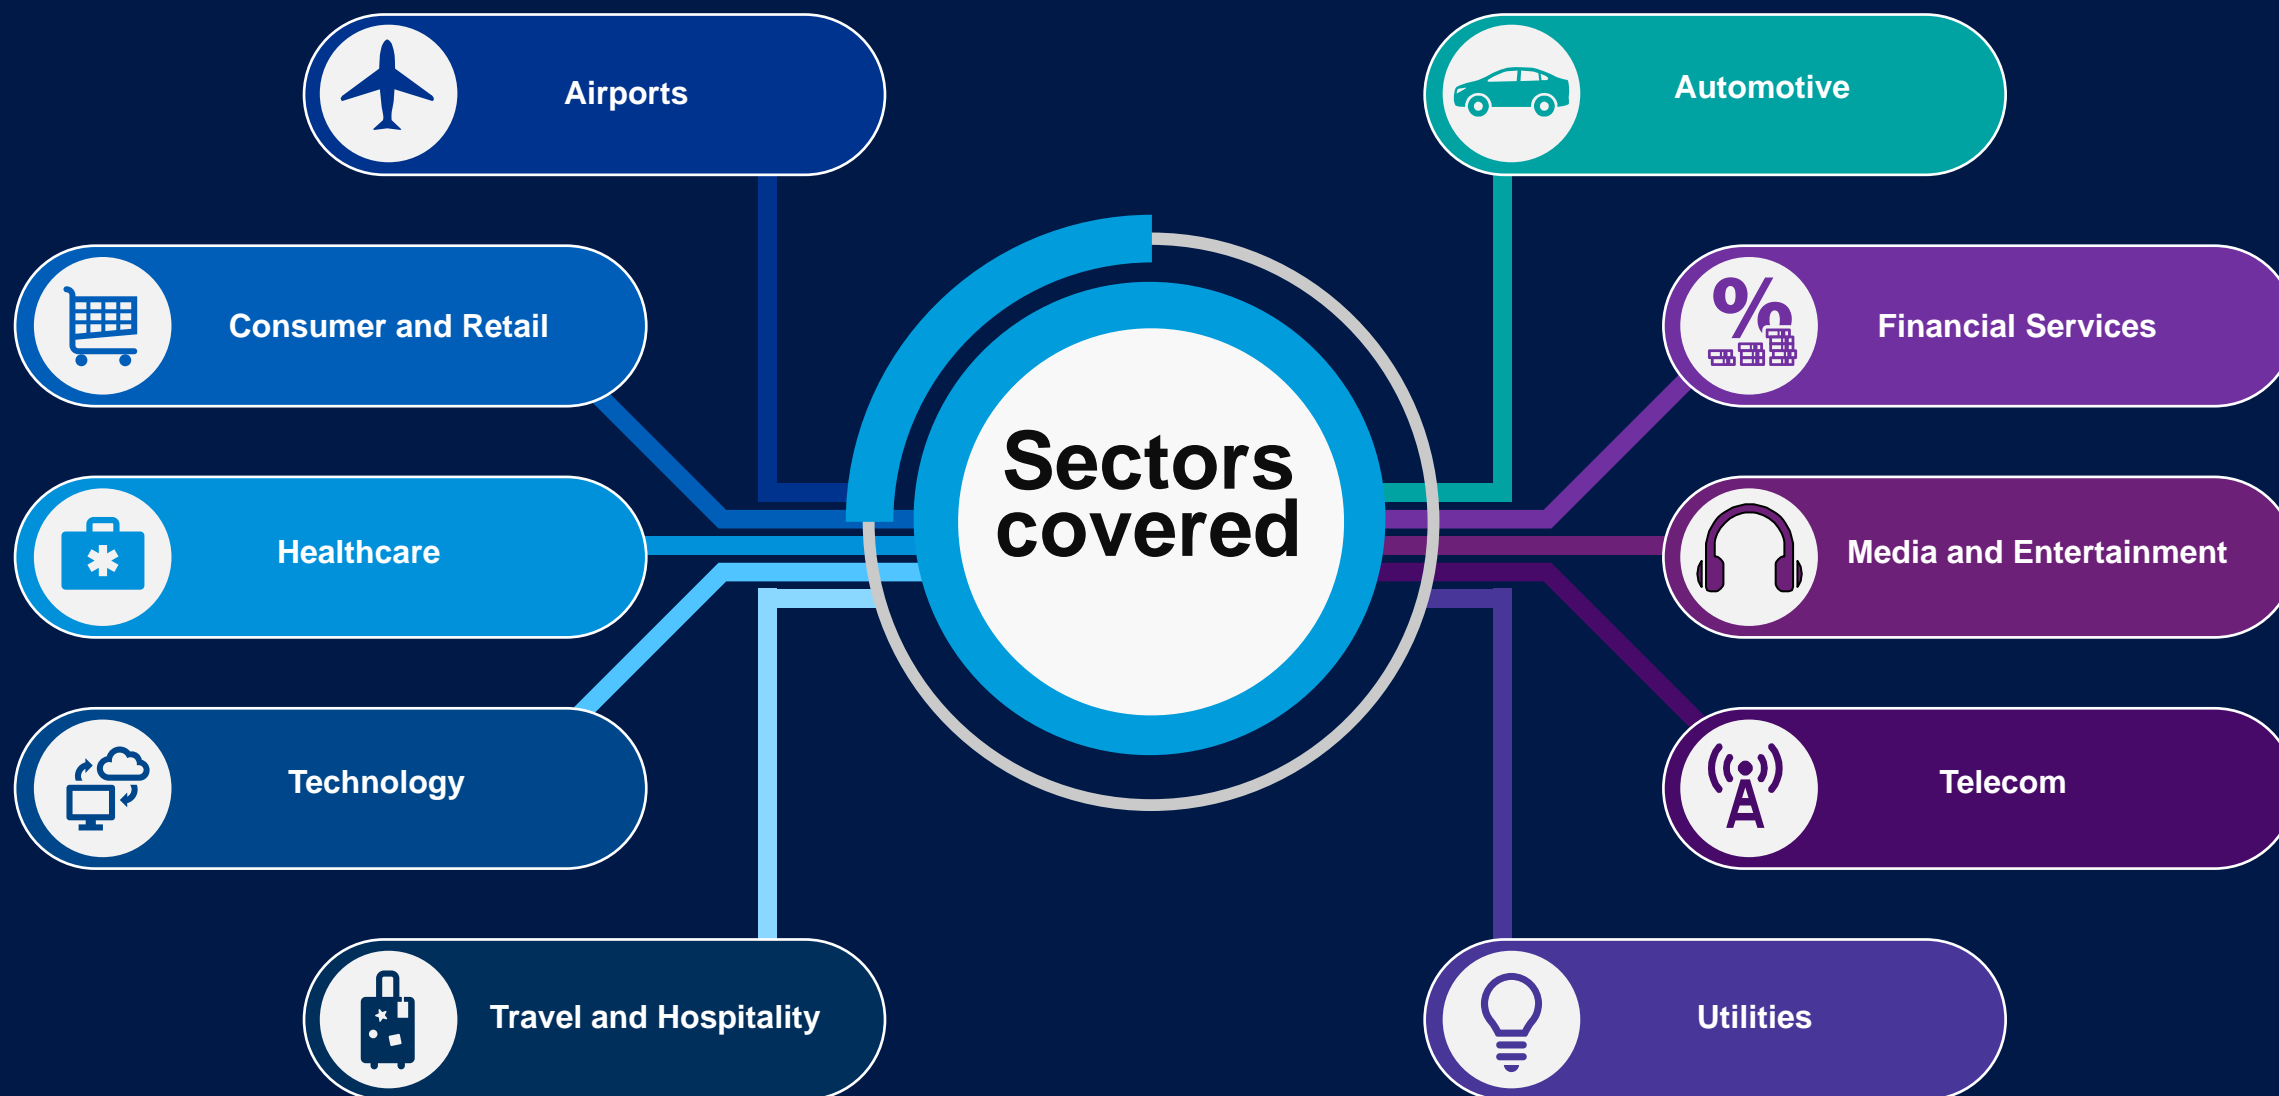 Airports
Automotive
Consumer and Retail
Financial Services
Sectors
covered
Healthcare
Media and Entertainment
Technology
Telecom
Travel and Hospitality
Utilities